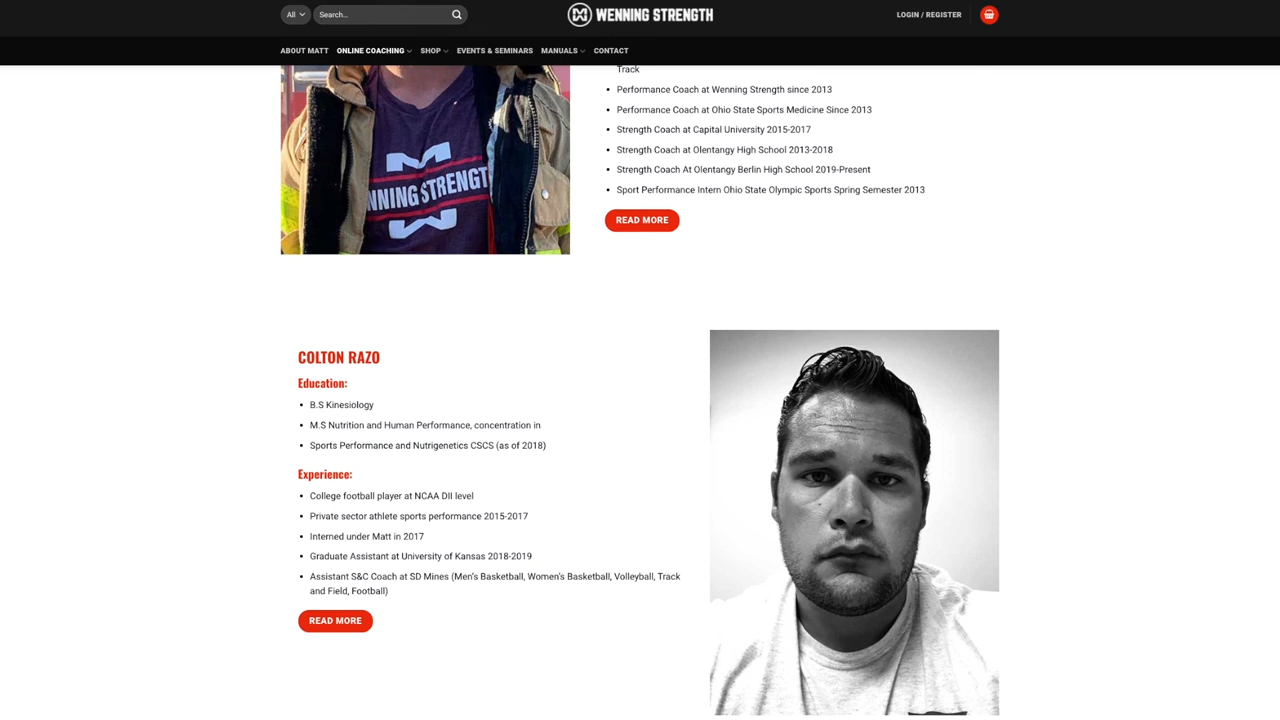 All
Search...
WENNING STRENGTH
LOGIN / REGISTER
ABOUT MATT
ONLINE COACHING
SHOP
EVENTS & SEMINARS
MANUALS
CONTACT
NNING STRENGT
Track
Performance Coach at Wenning Strength since 2013
Performance Coach at Ohio State Sports Medicine Since 2013
Strength Coach at Capital University 2015-2017
Strength Coach at Olentangy High School 2013-2018
Strength Coach At Olentangy Berlin High School 2019-Present
Sport Performance Intern Ohio State Olympic Sports Spring Semester 2013
READ MORE
COLTON RAZO
Education:
B.S Kinesiology
M.S Nutrition and Human Performance, concentration in
Sports Performance and Nutrigenetics CSCS (as of 2018)
Experience:
College football player at NCAA DII level
Private sector athlete sports performance 2015-2017
Interned under Matt in 2017
Graduate Assistant at University of Kansas 2018-2019
Assistant S&C Coach at SD Mines (Men's Basketball, Women's Basketball, Volleyball, Track
and Field, Football)
READ MORE